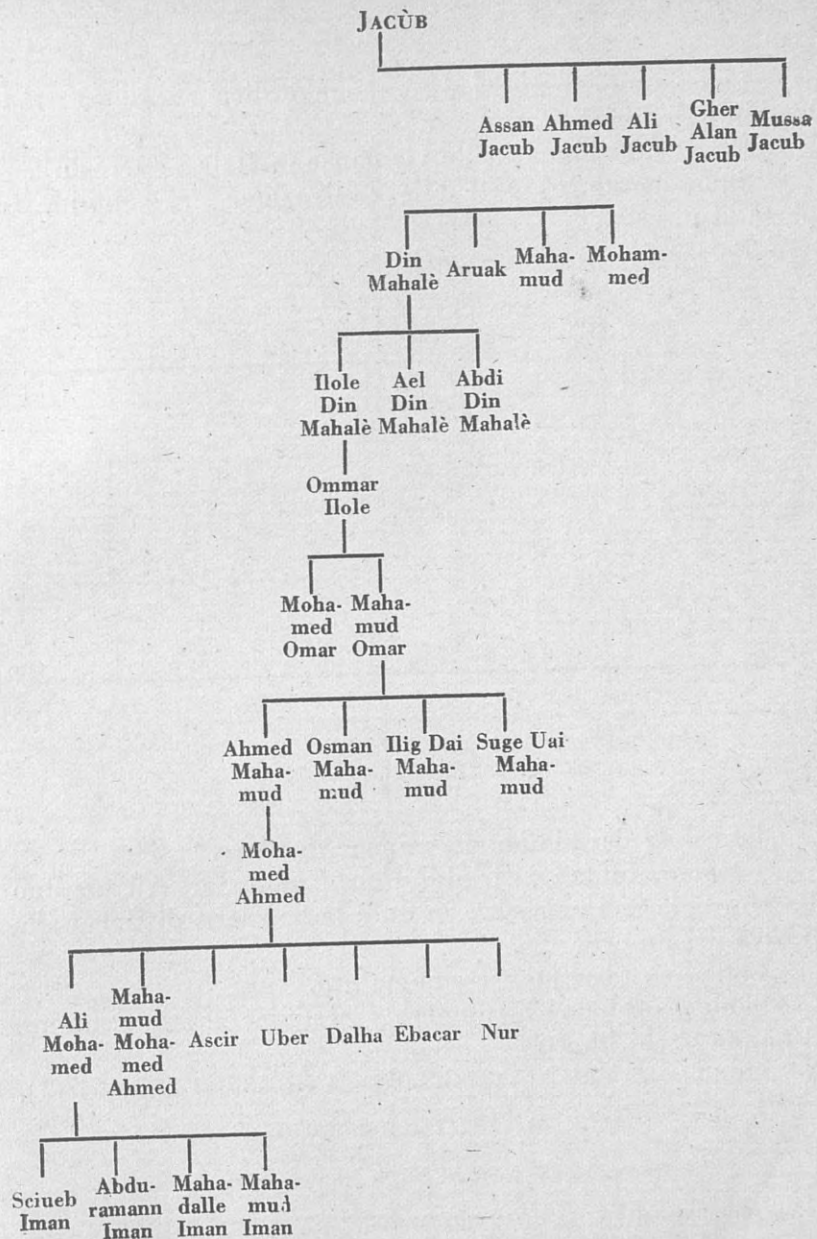 JACÙB
Assan Ahmed Ali Gher Alan Mussa
Jacub Jacub Jacub Jacub Jacub
Din Mahalè Aruak Maha-mud Moham-med
Ilole Ael Abdi
Din Din Din
Mahalè Mahalè Mahalè
Ommar
Ilole
Moha- Maha-
med mud
Omar Omar
Ahmed Osman Ilig Dai Suge Uai
Maha- Maha- Maha- Maha-
mud mud mud mud
Moha-
med
Ahmed
Ali Moha-med Maha-mud Moha-med Ahmed Ascir Uber Dalha Ebacar Nur
Sciueb Iman Abdu-ramann Iman Maha-dalle Iman Maha-mud Iman